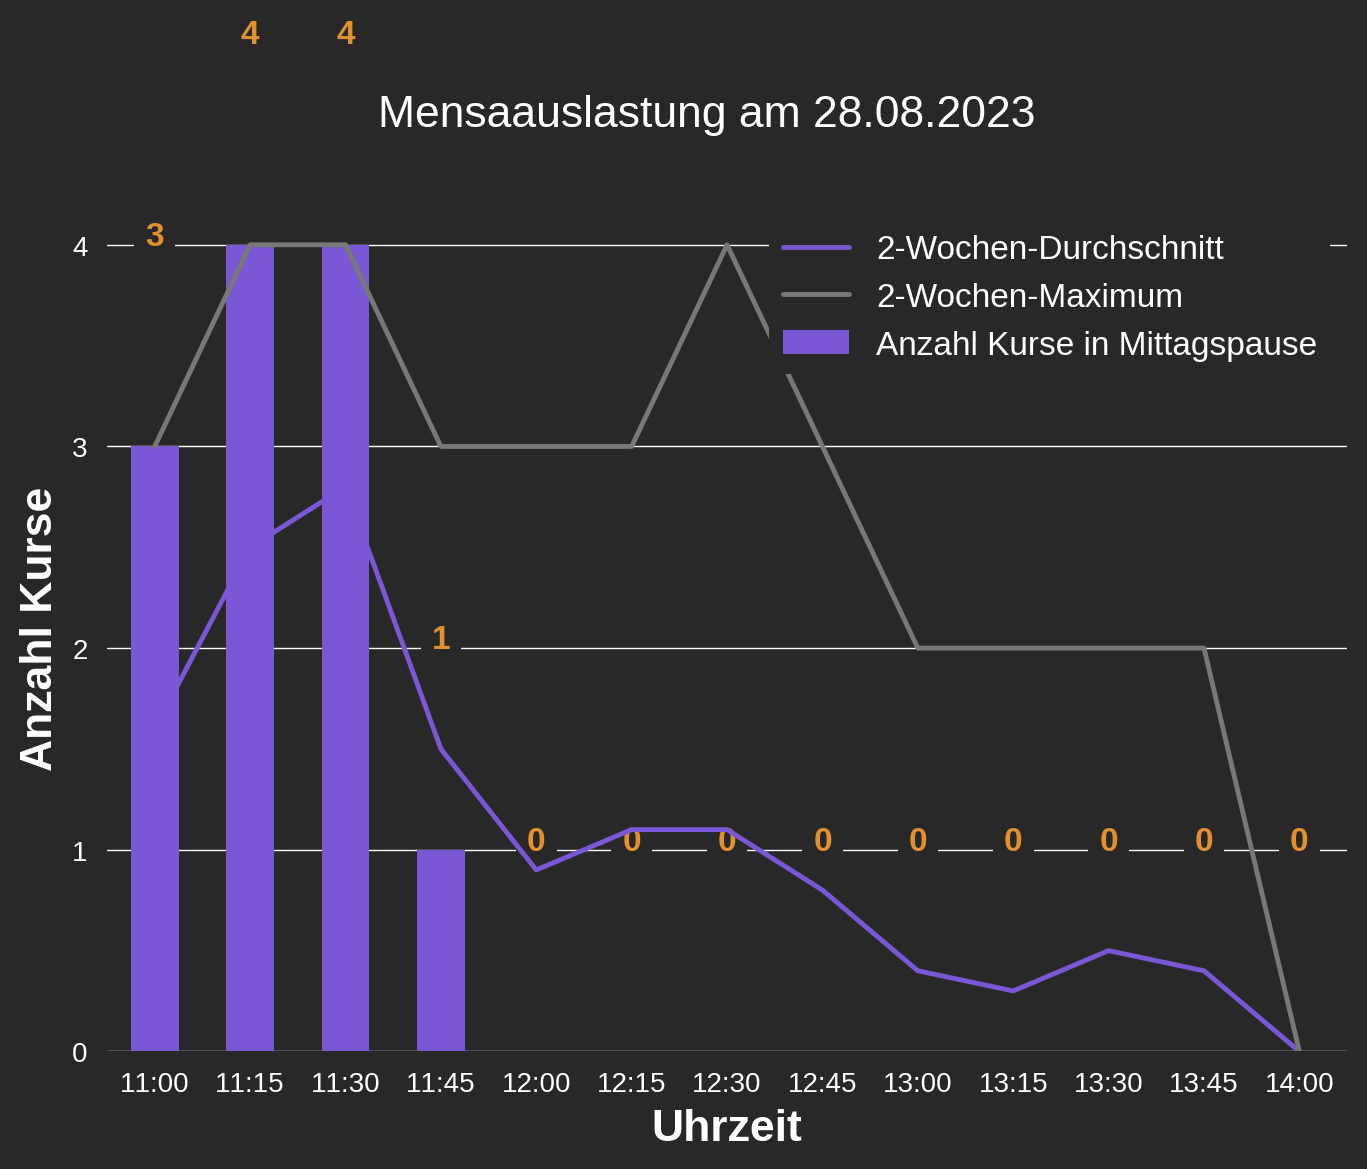 4 4
Mensaauslastung am 28.08.2023
3
4
2-Wochen-Durchschnitt
2-Wochen-Maximum
Anzahl Kurse in Mittagspause
3
Anzahl Kurse
2
1
0 0 0 0 0 0 0 0 0
1
0
11:00 11:15 11:30 11:45 12:00 12:15 12:30 12:45 13:00 13:15 13:30 13:45 14:00
Uhrzeit